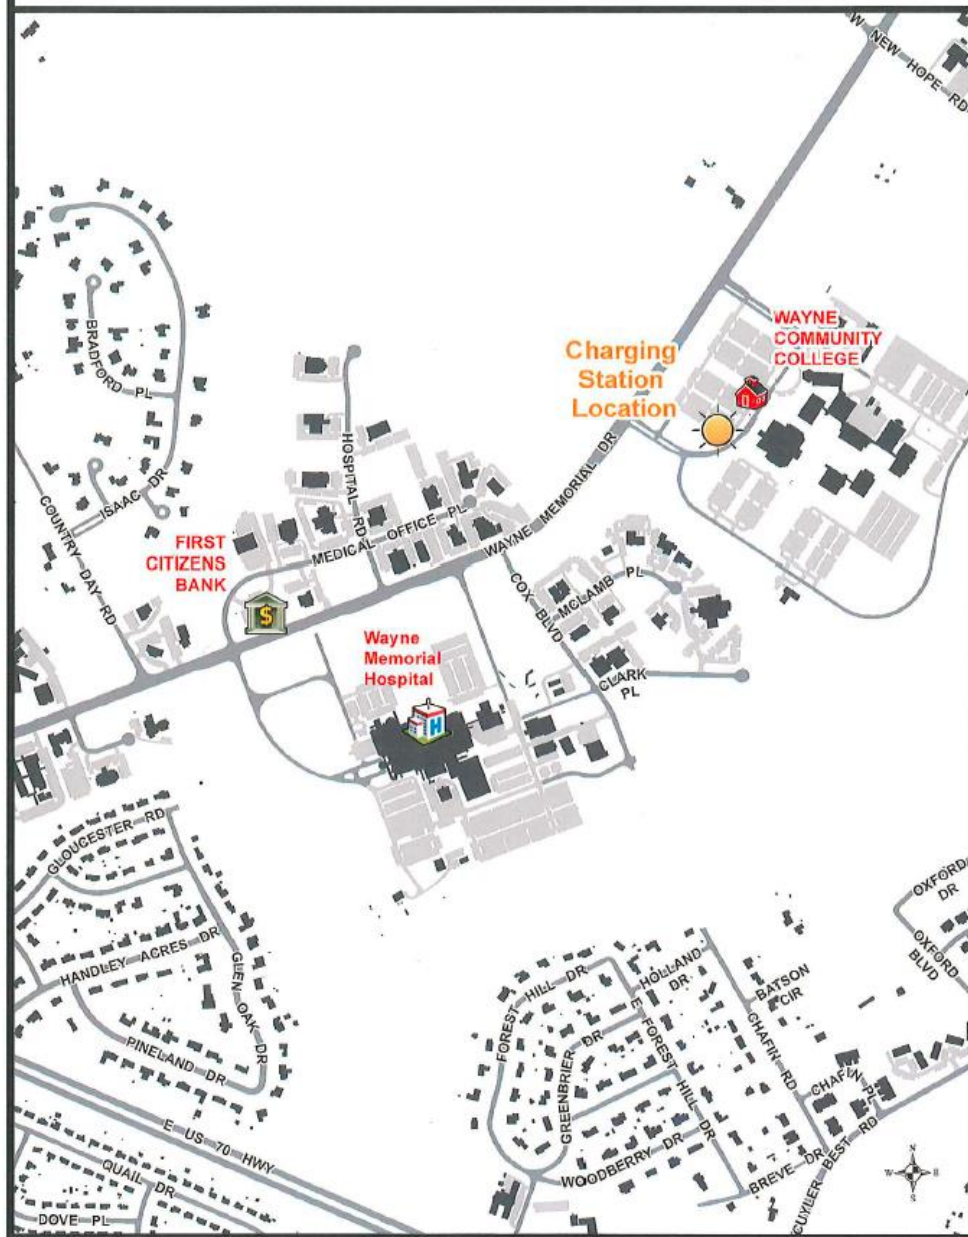 W NEW HOPE RD
WAYNE
COMMUNITY
COLLEGE
Charging
Station
Location
BRADFORD PL
HOSPITAL RD
ISAAC DR
COUNTRY DAY RD
MEDICAL OFFICE PL
WAYNE MEMORIAL DR
FIRST
CITIZENS
BANK
$
COX BLVD
MCLAMB PL
Wayne
Memorial
Hospital
H
CLARK
PL
GLOUCESTER RD
HANDLEY ACRES DR
GLEN OAK DR
PINELAND DR
E US 70 HWY
QUAIL DR
DOVE PL
OXFORD
DR
OXFORD
BLVD
FOREST HILL DR
HOLLAND
DR
BATSON
CIR
E FOREST HILL DR
GREENBRIER DR
CHAFIN RD
CHAFIN PL
WOODBERRY DR
BREVE DR
CUYLER BEST RD
N
W
E
S